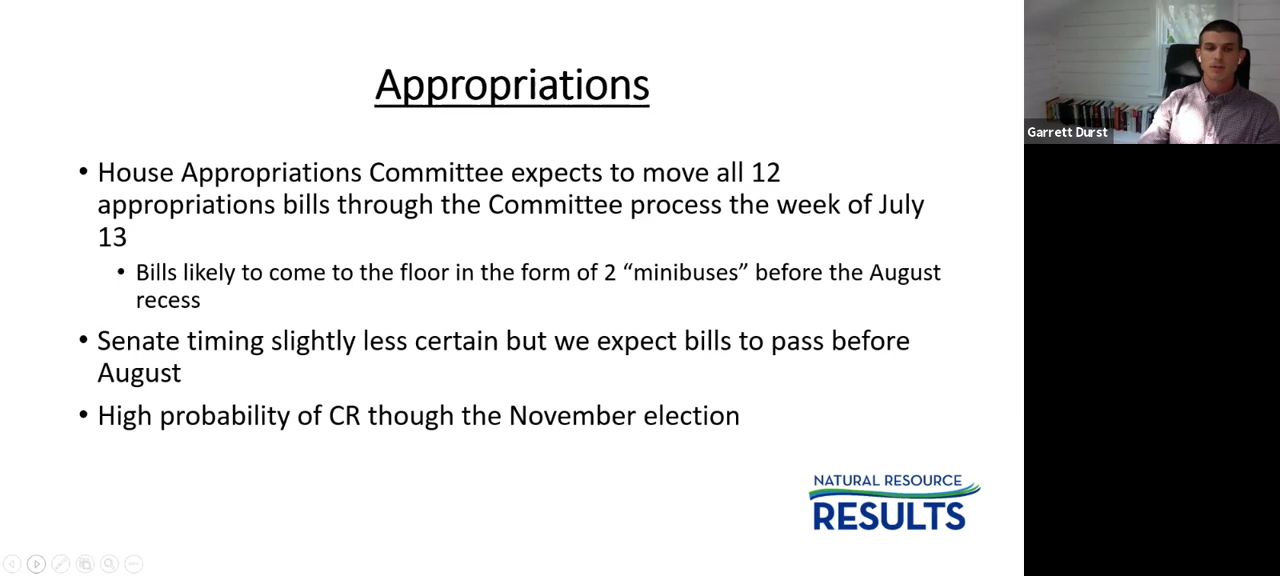 Appropriations
• House Appropriations Committee expects to move all 12
appropriations bills through the Committee process the week of July
13
• Bills likely to come to the floor in the form of 2 “minibuses” before the August
recess
• Senate timing slightly less certain but we expect bills to pass before
August
• High probability of CR though the November election
NATURAL RESOURCE
RESULTS
Garrett Durst